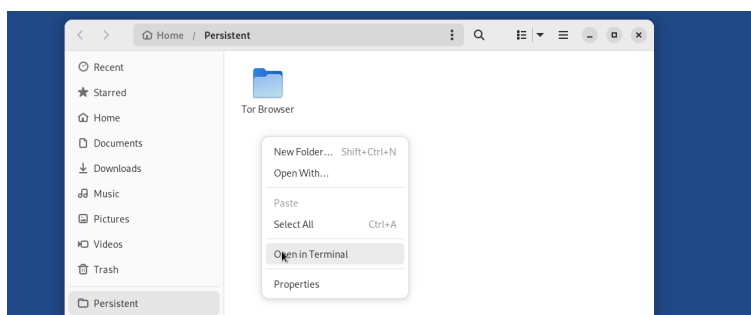 Home / Persistent
Recent
Starred
Home
Documents
Downloads
Music
Pictures
Videos
Trash
Persistent
Tor Browser
New Folder... Shift+Ctrl+N
Open With...
Paste
Select All Ctrl+A
Open in Terminal
Properties